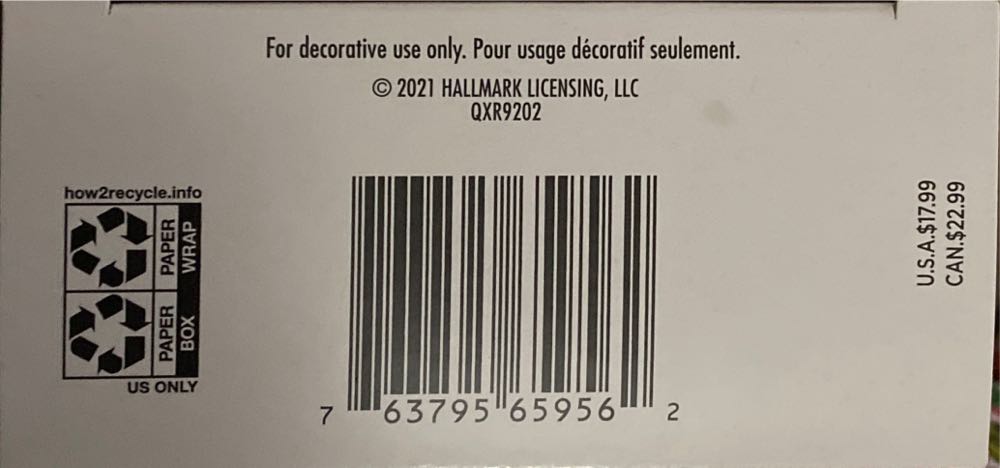 For decorative use only. Pour usage décoratif seulement.
© 2021 HALLMARK LICENSING, LLC
QXR9202
how2recycle.info
PAPER
WRAP
PAPER
BOX
US ONLY
7 63795 65956 2
U.S.A.$17.99
CAN.$22.99